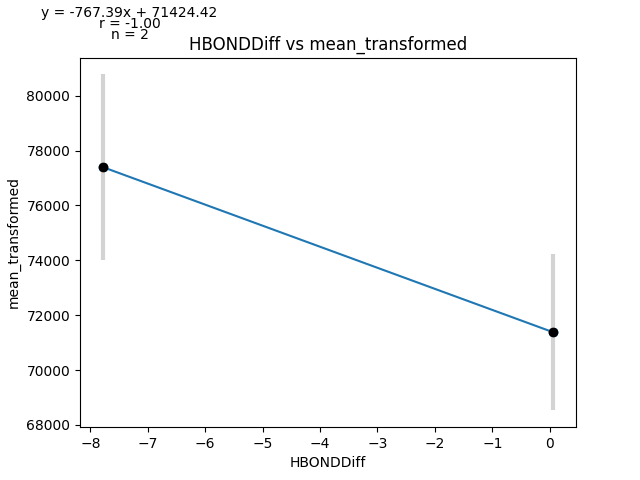 y = -767.39x + 71424.42
r = -1.00
n = 2
HBONDDiff vs mean_transformed
mean_transformed
80000
78000
76000
74000
72000
70000
68000
−8 −7 −6 −5 −4 −3 −2 −1 0
HBONDDiff